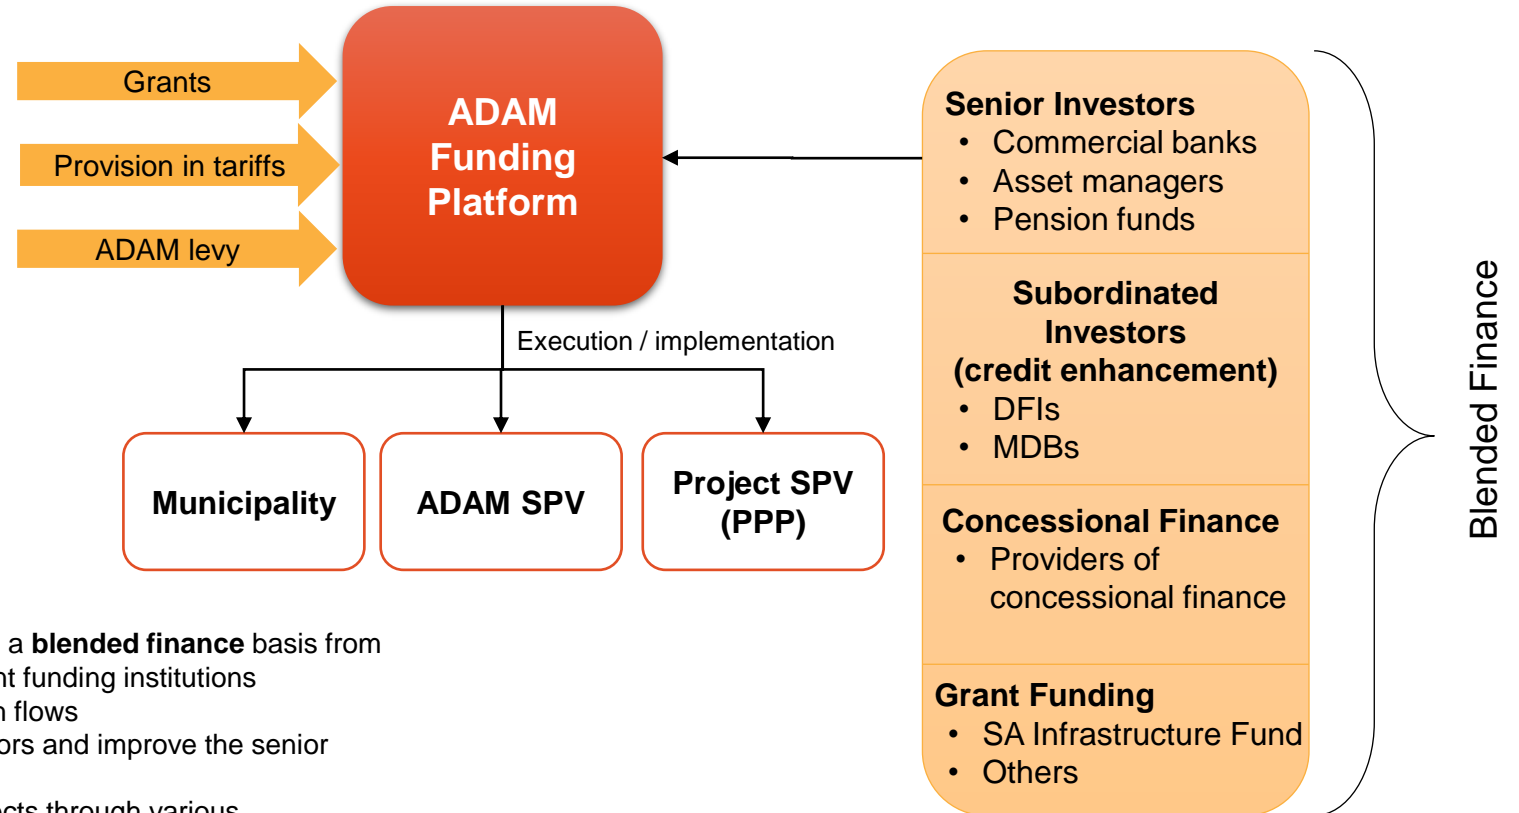 Grants
Provision in tariffs
ADAM levy
ADAM
Funding
Platform
Execution / implementation
Municipality
ADAM SPV
Project SPV
(PPP)
Senior Investors
• Commercial banks
• Asset managers
• Pension funds
Subordinated
Investors
(credit enhancement)
• DFIs
• MDBs
Concessional Finance
• Providers of
concessional finance
Grant Funding
• SA Infrastructure Fund
• Others
Blended Finance
a blended finance basis from
nt funding institutions
n flows
ors and improve the senior
ects through various